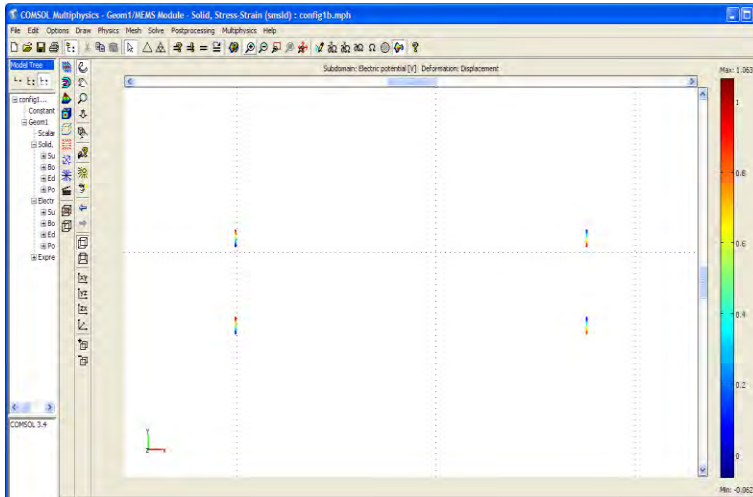 COMSOL Multiphysics - Geom1/MEMS Module - Solid, Stress-Strain (smsld) : config1b.mph
File Edit Options Draw Physics Mesh Solve Postprocessing Multiphysics Help
Model Tree
Subdomain: Electric potential [V] Deformation: Displacement
Max: 1.063
config1...
Constant
Geom1
Scalar
Solid,
Su
Bo
Ed
Po
Electr
Su
Bo
Ed
Po
Expre
1
0.8
0.6
0.4
0.2
0
COMSOL 3.4
Y
Z X
Min: -0.062